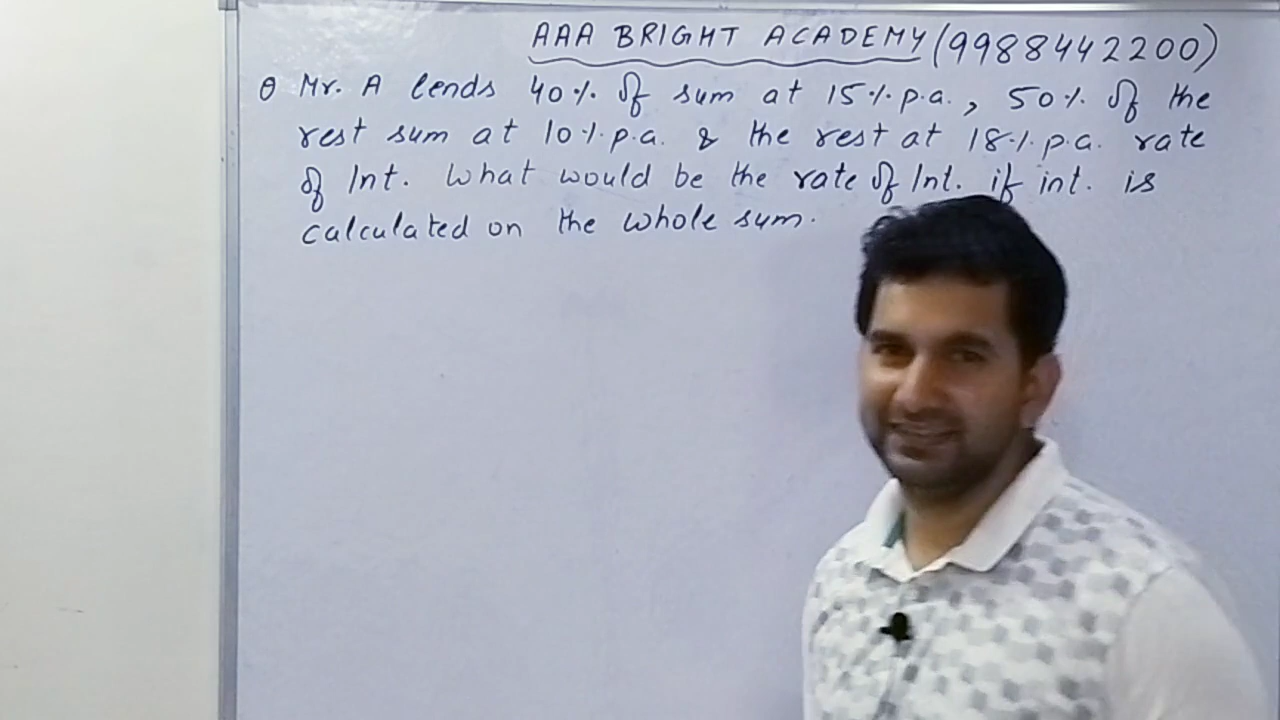 AAA BRIGHT ACADEMY (9988442200)
Q Mr. A lends 40% of sum at 15% p.a., 50% of the
rest sum at 10% p.a. & the rest at 18% p.a. rate
of Int. What would be the rate of Int. if int. is
calculated on the whole sum.